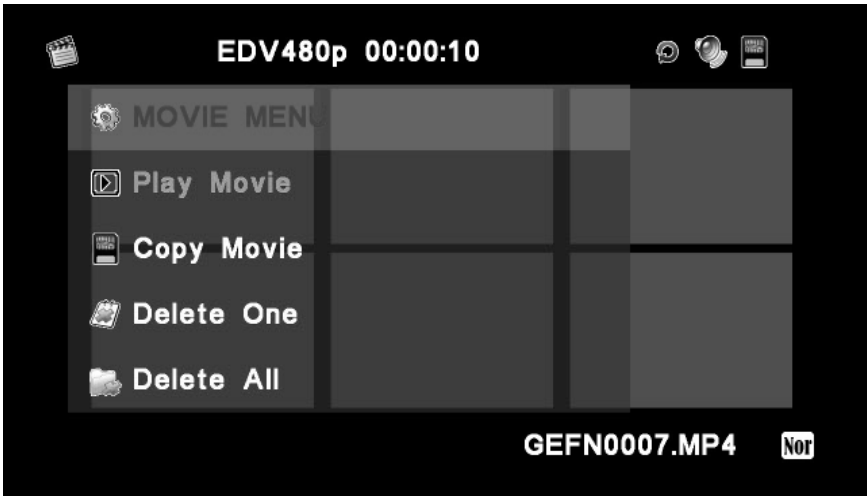 EDV480p 00:00:10
MOVIE MENU
Play Movie
Copy Movie
Delete One
Delete All
GEFN0007.MP4 Nor